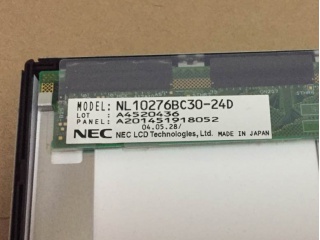 MODEL: NL10276BC30-24D
LOT : A4520436
PANEL: A201451918052
04.05.28/
NEC NEC LCD Technologies, Ltd. MADE IN JAPAN